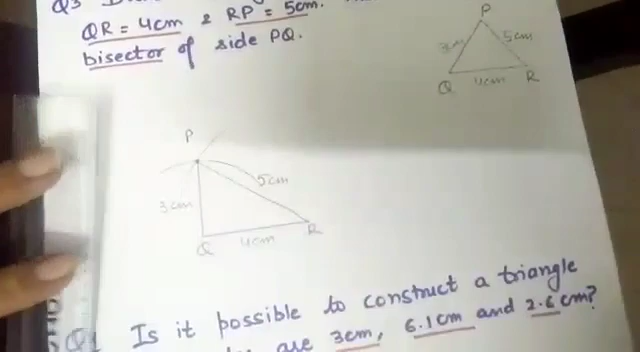 Q3
QR = 4cm & RP = 5cm.
bisector of side PQ.
P
3cm
5cm
Q
4cm
R
P
5cm
3cm
Q
4cm
R
Is it possible to construct a triangle
are 3cm, 6.1cm and 2.6cm?